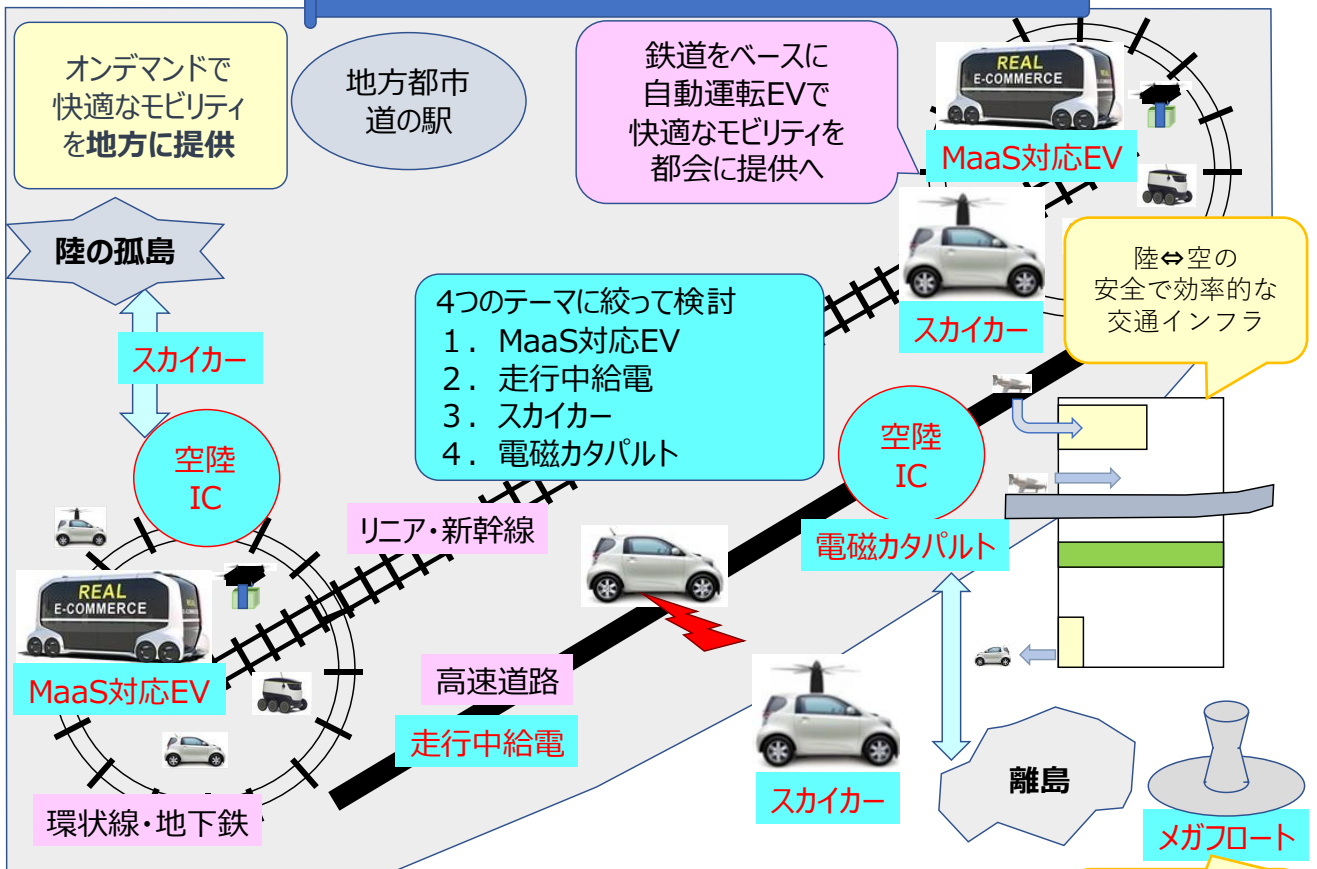 オンデマンドで
快適なモビリティ
を地方に提供
地方都市
道の駅
鉄道をベースに
自動運転EVで
快適なモビリティを
都会に提供へ
REAL
E-COMMERCE
MaaS対応EV
陸の孤島
スカイカー
4つのテーマに絞って検討
1．MaaS対応EV
2．走行中給電
3．スカイカー
4．電磁カタパルト
スカイカー
陸⇔空の
安全で効率的な
交通インフラ
空陸
IC
空陸
IC
リニア・新幹線
電磁カタパルト
REAL
E-COMMERCE
MaaS対応EV
高速道路
走行中給電
スカイカー
離島
環状線・地下鉄
メガフロート